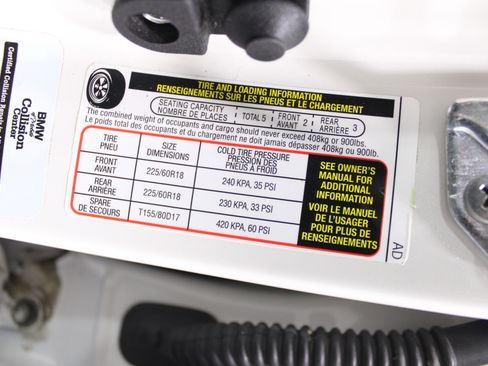 TIRE AND LOADING INFORMATION
RENSEIGNEMENTS SUR LES PNEUS ET LE CHARGEMENT
SEATING CAPACITY
NOMBRE DE PLACES
TOTAL 5
FRONT
AVANT 2
REAR
ARRIÈRE 3
The combined weight of occupants and cargo should never exceed 408kg or 900lb.
Le poids total des occupants et du chargement ne doit jamais dépasser 408kg ou 900lb.
TIRE
PNEU
SIZE
DIMENSIONS
COLD TIRE PRESSURE
PRESSION DES
PNEUS À FROID
FRONT
AVANT
225/60R18
240 KPA, 35 PSI
REAR
ARRIÈRE
225/60R18
230 KPA, 33 PSI
SPARE
DE SECOURS
T155/80D17
420 KPA, 60 PSI
SEE OWNER'S
MANUAL FOR
ADDITIONAL
INFORMATION
VOIR LE MANUEL
DE L'USAGER
POUR PLUS DE
RENSEIGNEMENTS
AD
BMW
Collision
Center
Certified Collision Repair